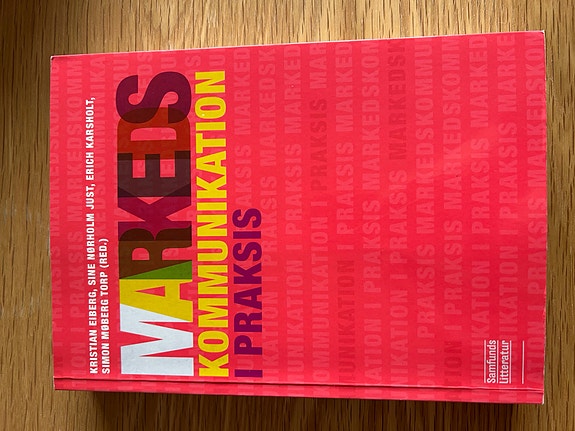 KRISTIAN EIBERG, SINE NØRHOLM JUST, ERICH KARSHOLT,
SIMON MØBERG TORP (RED.)
MARKEDS
KOMMUNIKATION
I PRAKSIS
Samfunds
litteratur